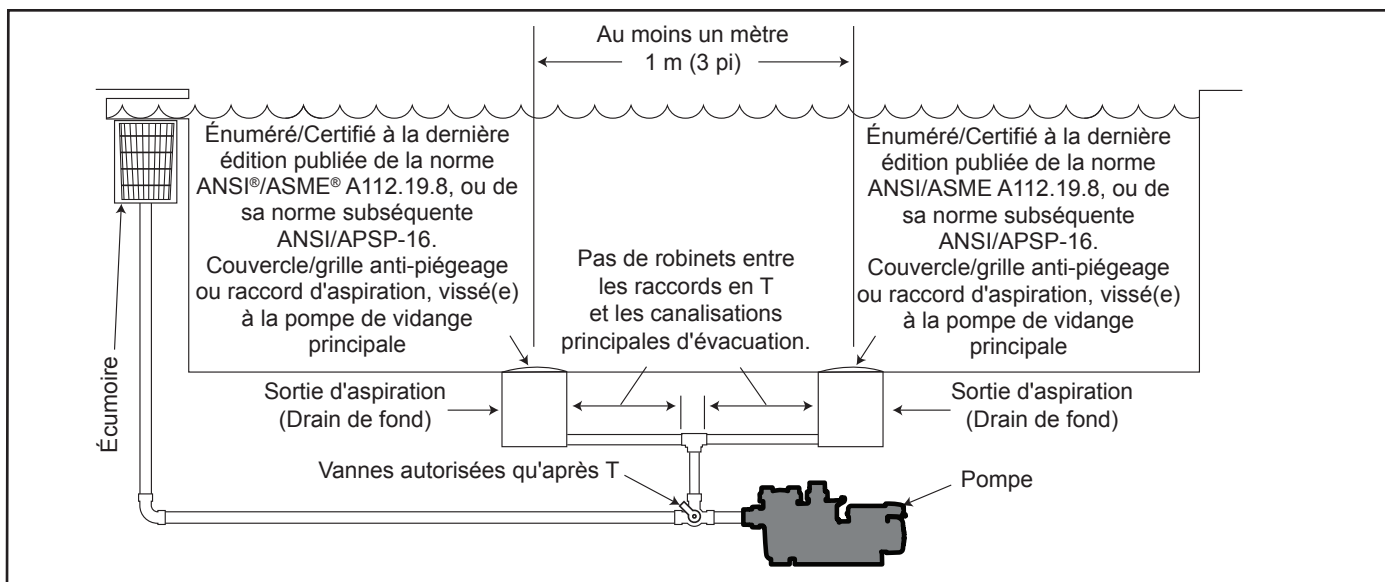 Au moins un mètre
1 m (3 pi)
Énuméré/Certifié à la dernière
édition publiée de la norme
ANSI®/ASME® A112.19.8, ou de
sa norme subséquente
ANSI/APSP-16.
Couvercle/grille anti-piégeage
ou raccord d'aspiration, vissé(e)
à la pompe de vidange
principale
Pas de robinets entre
les raccords en T
et les canalisations
principales d'évacuation.
Énuméré/Certifié à la dernière
édition publiée de la norme
ANSI/ASME A112.19.8, ou de
sa norme subséquente
ANSI/APSP-16.
Couvercle/grille anti-piégeage
ou raccord d'aspiration, vissé(e)
à la pompe de vidange
principale
Écumoire
Sortie d'aspiration
(Drain de fond)
Sortie d'aspiration
(Drain de fond)
Vannes autorisées qu'après T
Pompe